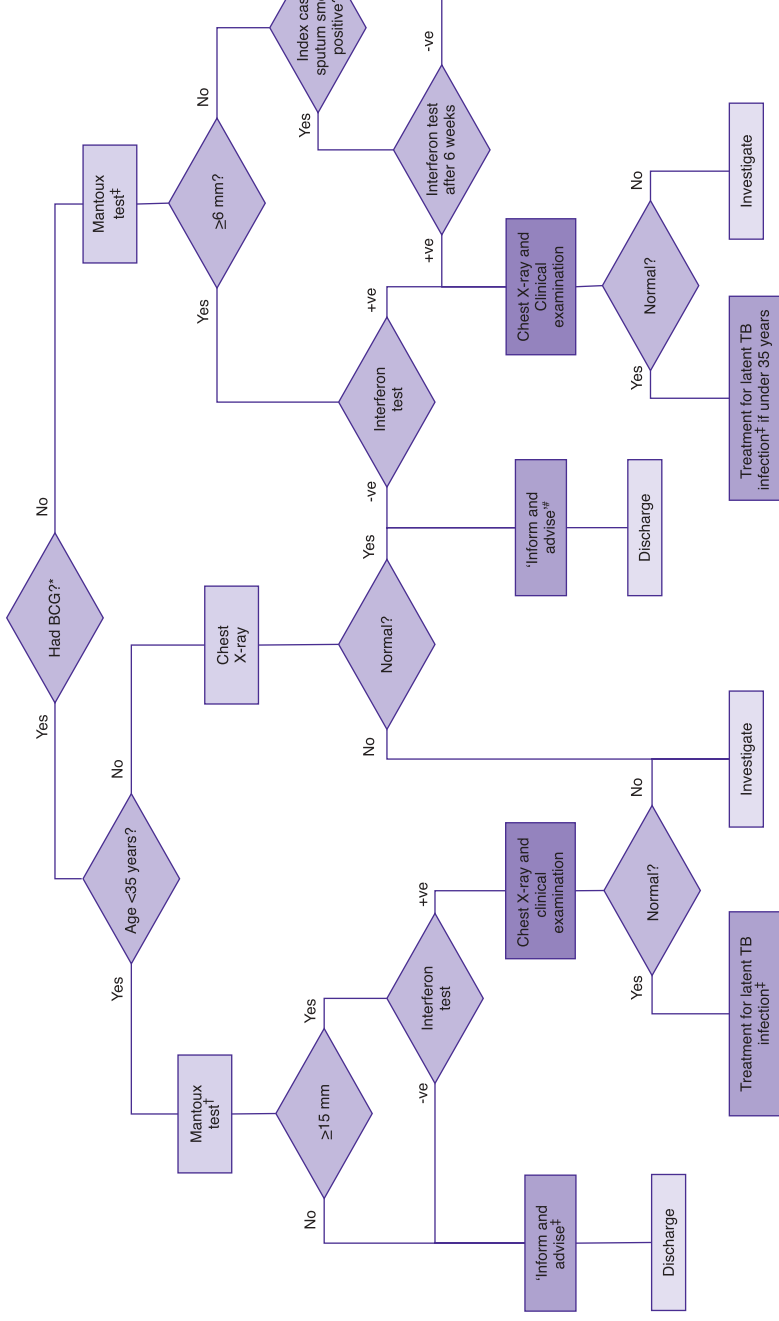 Had BCG?*
Yes
No
Age <35 years?
Yes
No
Mantoux
test‡
Mantoux
test†
Chest
X-ray
≥6 mm?
Yes
No
≥15 mm
No
Yes
Index
sputum
positive
Yes
Normal?
No
Yes
Interferon
test
-ve
+ve
Interferon test
after 6 weeks
+ve
-ve
Interferon
test
-ve
+ve
'Inform and
advise'‡
Discharge
Chest X-ray and
clinical
examination
Normal?
Yes
No
Treatment for latent TB
infection‡
Investigate
'Inform and
advise'#
Discharge
Chest X-ray and
Clinical
examination
Normal?
Yes
No
Treatment for latent TB
infection‡ if under 35 years
Investigate